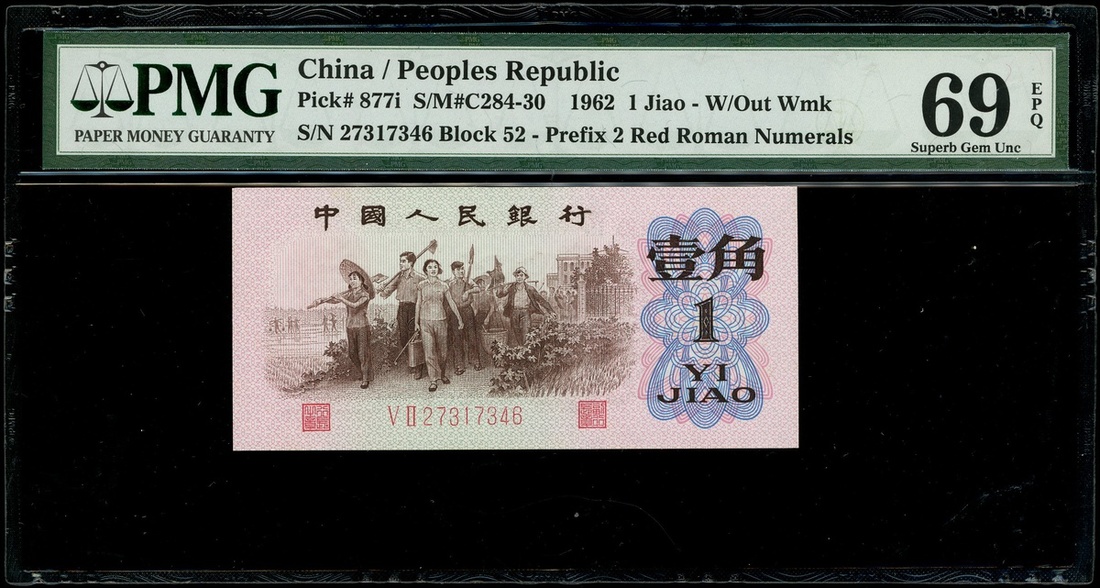 PMG
PAPER MONEY GUARANTY
China / Peoples Republic
Pick# 877i S/M#C284-30 1962 1 Jiao - W/Out Wmk
S/N 27317346 Block 52 - Prefix 2 Red Roman Numerals
69
EPQ
Superb Gem Unc
中國人民銀行
壹角
1
YI
JIAO
V II 27317346